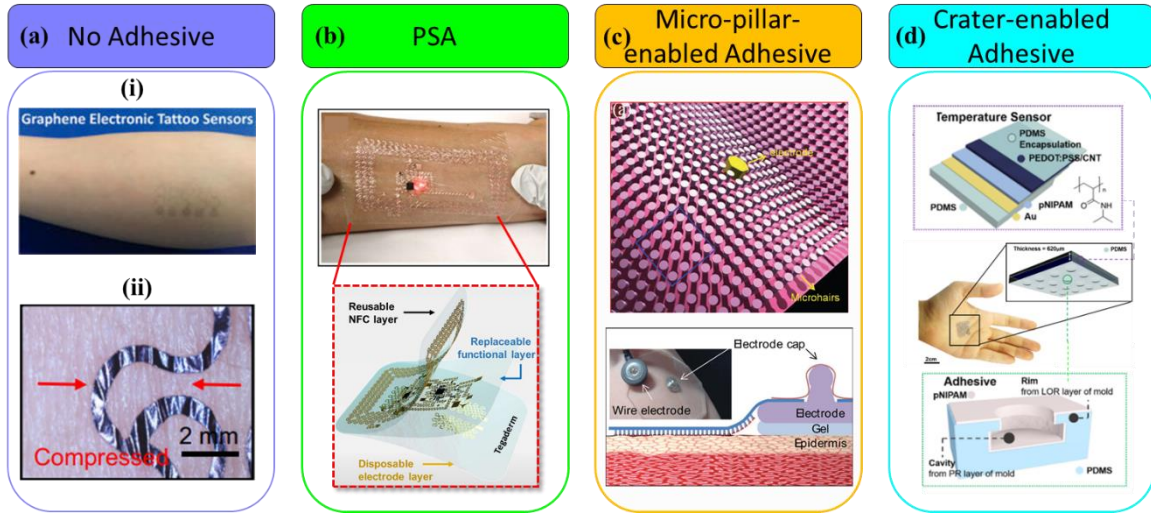 (a) No Adhesive
(i)
Graphene Electronic Tattoo Sensors
(ii)
Compressed
2 mm
(b) PSA
Reusable
NFC layer
Replaceable
functional layer
Tegaderm
Disposable
electrode layer
(c) Micro-pillar-
enabled Adhesive
electrode
Microhairs
Electrode cap
Wire electrode
Electrode
Gel
Epidermis
(d) Crater-enabled
Adhesive
Temperature Sensor
PDMS
Encapsulation
PEDOT:PSS/CNT
PDMS
pNIPAM
Au
n
O
NH
Thickness = 620μm
PDMS
2cm
Adhesive
pNIPAM
Rim
from LOR layer of mold
Cavity
from PR layer of mold
PDMS